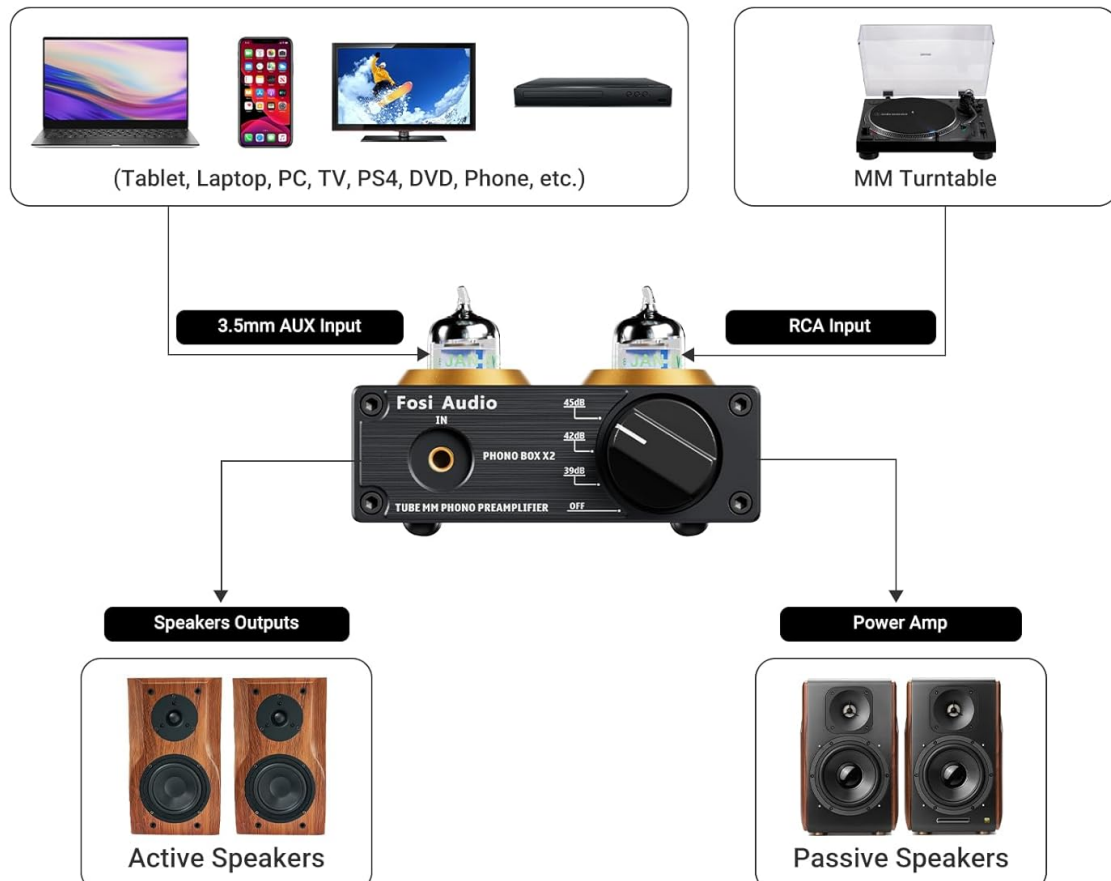 (Tablet, Laptop, PC, TV, PS4, DVD, Phone, etc.)
MM Turntable
3.5mm AUX Input
RCA Input
JAN
JAN
Fosi Audio
IN
45dB
42dB
PHONO BOX X2
39dB
TUBE MM PHONO PREAMPLIFIER
OFF
Speakers Outputs
Power Amp
Active Speakers
Passive Speakers